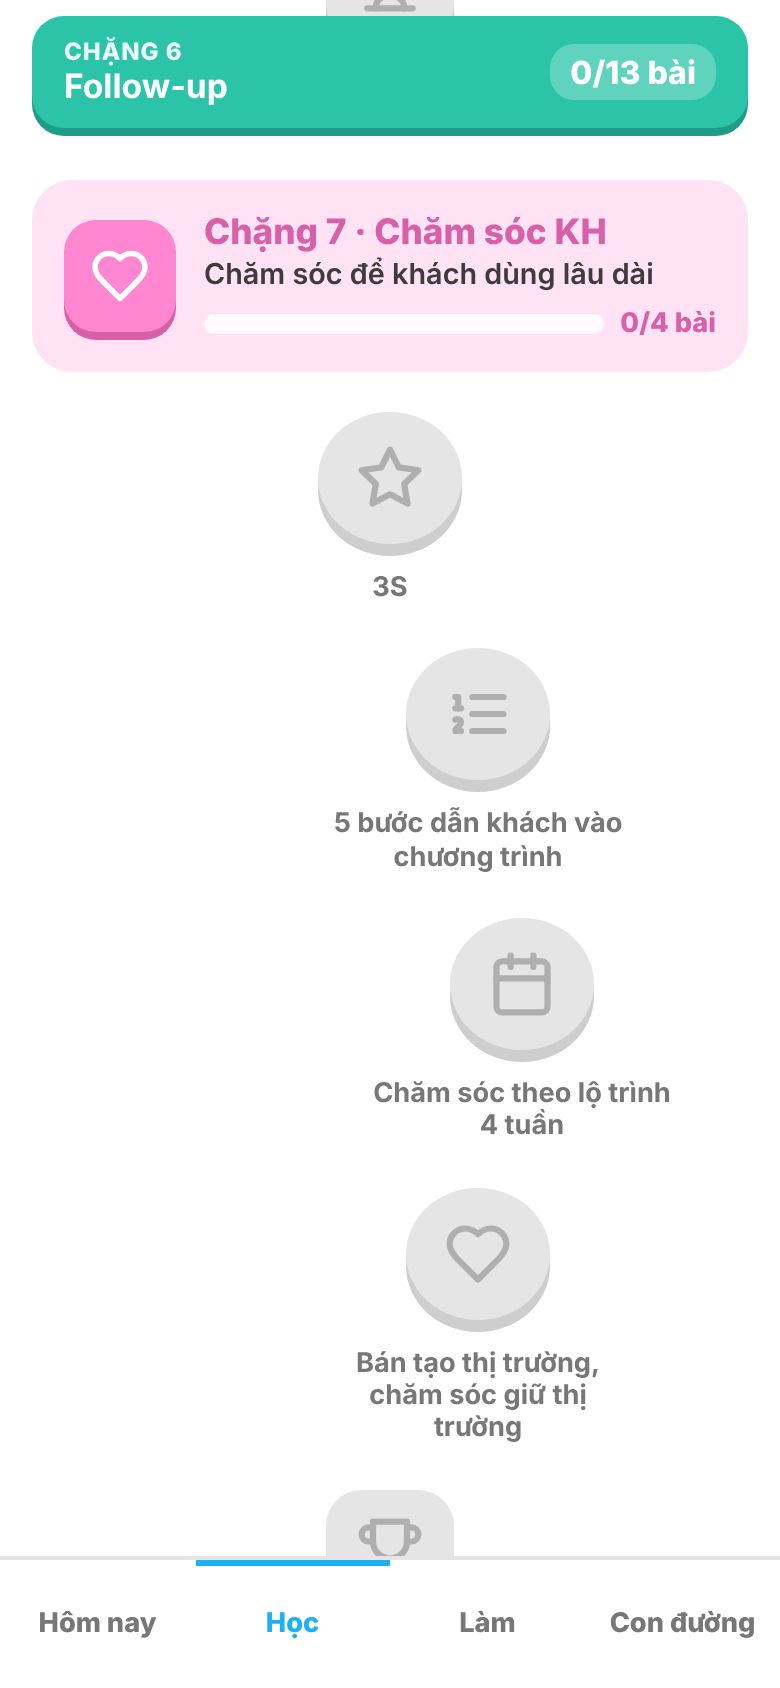 CHẶNG 6
Follow-up
0/13 bài
Chặng 7 · Chăm sóc KH
Chăm sóc để khách dùng lâu dài
0/4 bài
3S
5 bước dẫn khách vào
chương trình
Chăm sóc theo lộ trình
4 tuần
Bán tạo thị trường,
chăm sóc giữ thị
trường
Hôm nay
Học
Làm
Con đường